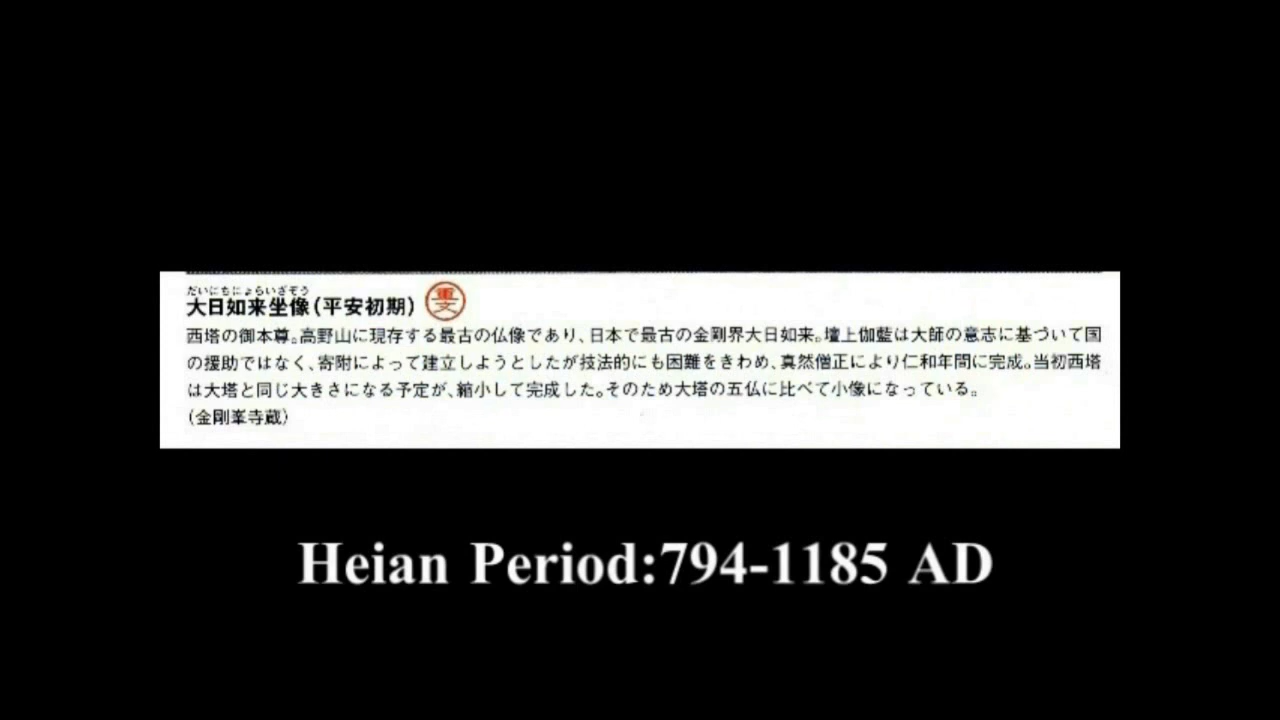 だいにちにょらいざぞう
大日如来坐像(平安初期) 重文
西塔の御本尊。高野山に現存する最古の仏像であり、日本で最古の金剛界大日如来。壇上伽藍は大師の意志に基づいて国
の援助ではなく、寄附によって建立しようとしたが技法的にも困難をきわめ、真然僧正により仁和年間に完成。当初西塔
は大塔と同じ大きさになる予定が、縮小して完成した。そのため大塔の五仏に比べて小像になっている。
(金剛峯寺蔵)
Heian Period:794-1185 AD